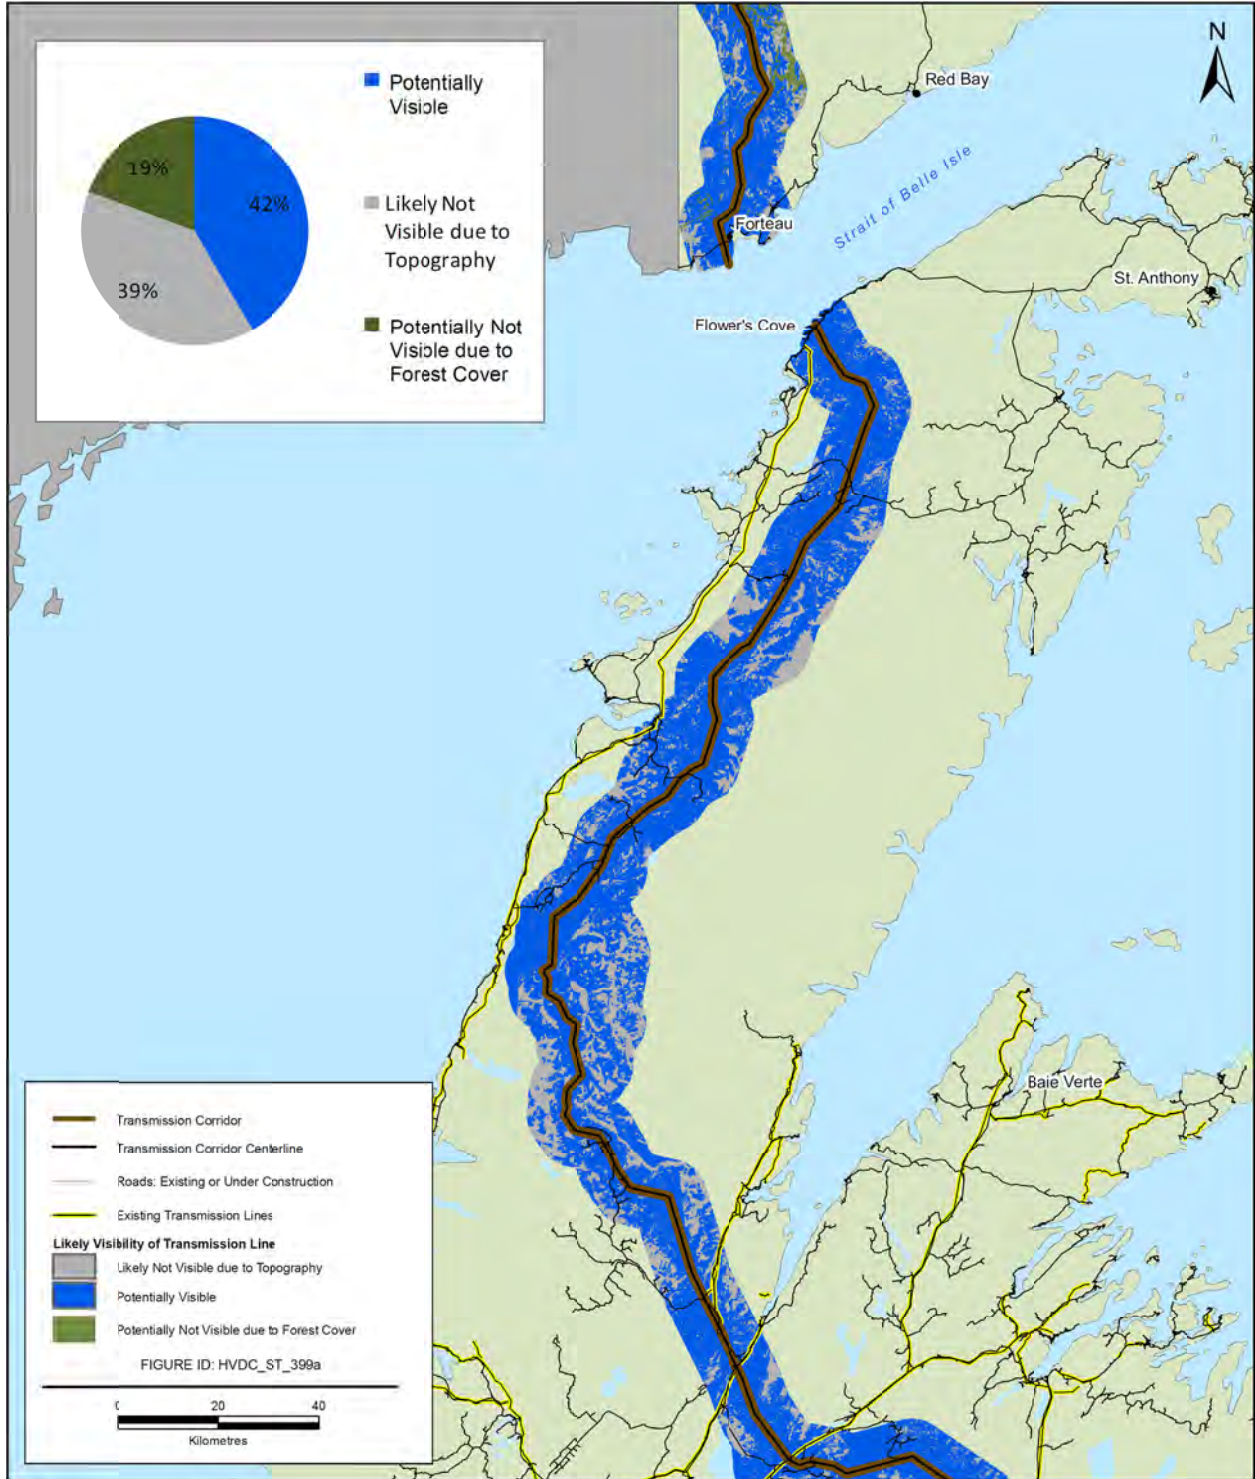 Potentially
Visible
19%
42%
Likely Not
Visible due to
Topography
39%
Potentially Not
Visible due to
Forest Cover
N
Red Bay
Strait of Belle Isle
Forteau
St. Anthony
Flower's Cove
Baie Verte
Transmission Corridor
Transmission Corridor Centerline
Roads: Existing or Under Construction
Existing Transmission Lines
Likely Visibility of Transmission Line
Likely Not Visible due to Topography
Potentially Visible
Potentially Not Visible due to Forest Cover
FIGURE ID: HVDC_ST_399a
0 20 40
Kilometres